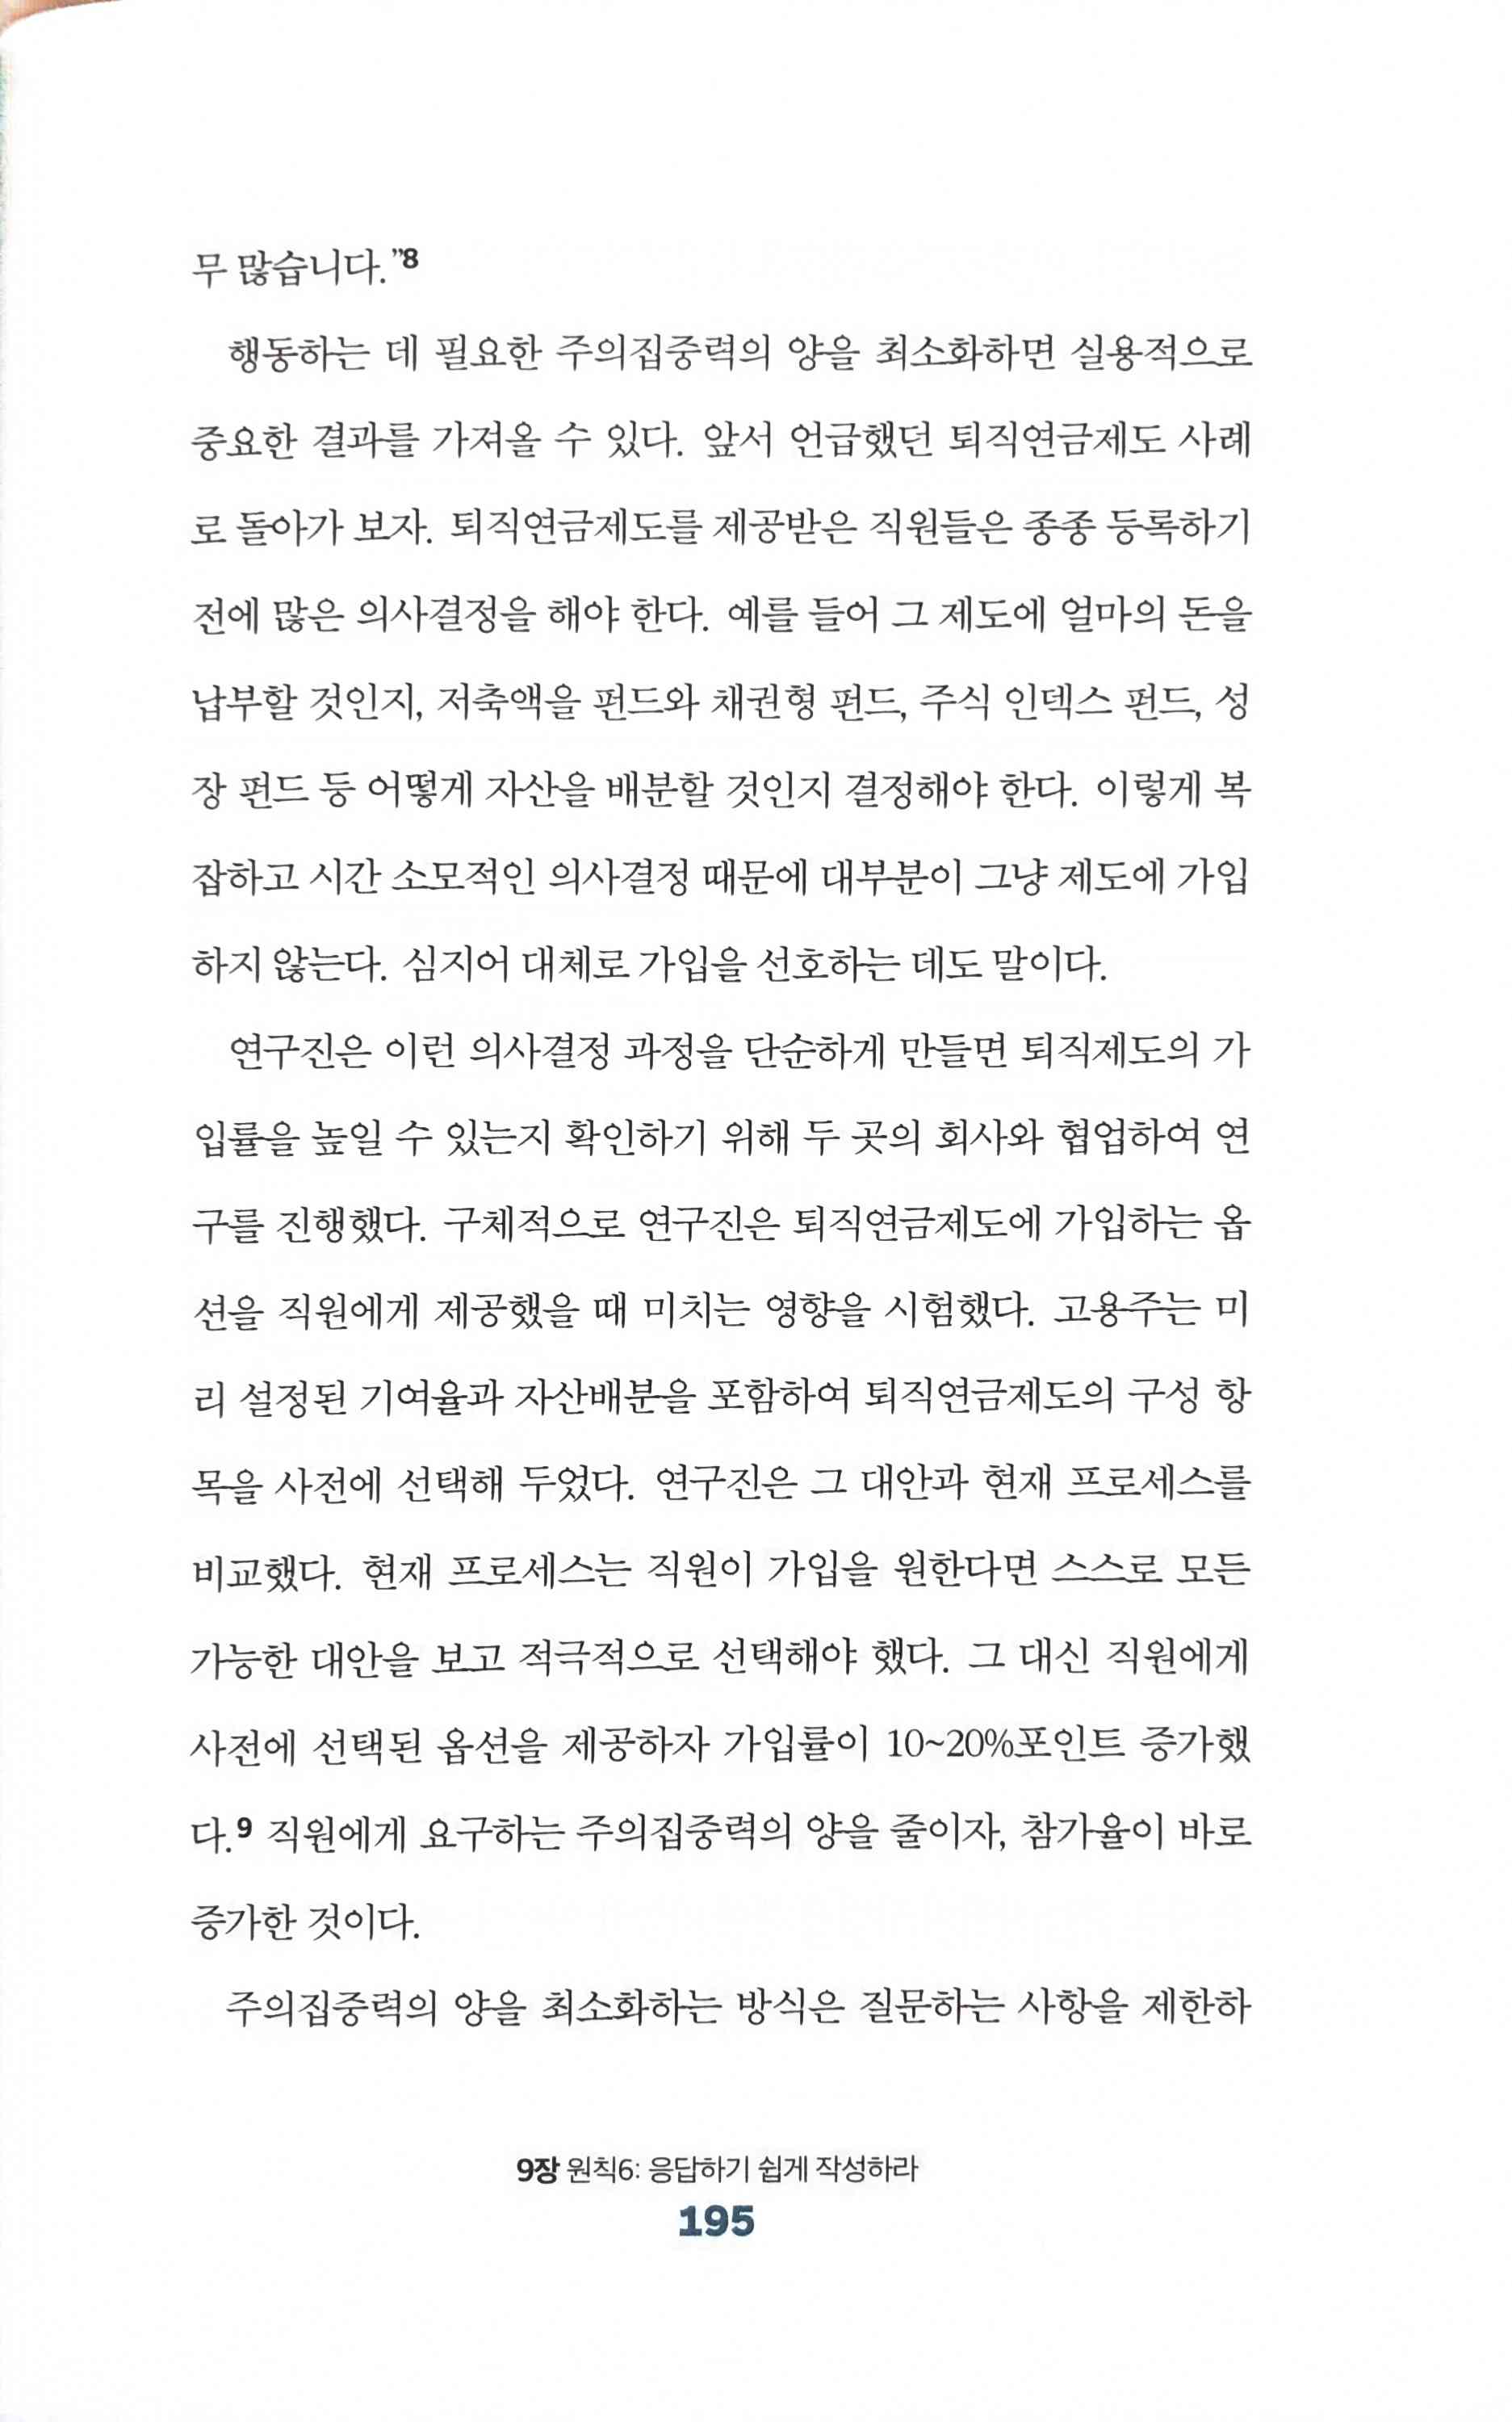 무 많습니다.”8
행동하는 데 필요한 주의집중력의 양을 최소화하면 실용적으로
중요한 결과를 가져올 수 있다. 앞서 언급했던 퇴직연금제도 사례
로 돌아가 보자. 퇴직연금제도를 제공받은 직원들은 종종 등록하기
전에 많은 의사결정을 해야 한다. 예를 들어 그 제도에 얼마의 돈을
납부할 것인지, 저축액을 펀드와 채권형 펀드, 주식 인덱스 펀드, 성
장 펀드 등 어떻게 자산을 배분할 것인지 결정해야 한다. 이렇게 복
잡하고 시간 소모적인 의사결정 때문에 대부분이 그냥 제도에 가입
하지 않는다. 심지어 대체로 가입을 선호하는 데도 말이다.
연구진은 이런 의사결정 과정을 단순하게 만들면 퇴직제도의 가
입률을 높일 수 있는지 확인하기 위해 두 곳의 회사와 협업하여 연
구를 진행했다. 구체적으로 연구진은 퇴직연금제도에 가입하는 옵
션을 직원에게 제공했을 때 미치는 영향을 시험했다. 고용주는 미
리 설정된 기여율과 자산배분을 포함하여 퇴직연금제도의 구성 항
목을 사전에 선택해 두었다. 연구진은 그 대안과 현재 프로세스를
비교했다. 현재 프로세스는 직원이 가입을 원한다면 스스로 모든
가능한 대안을 보고 적극적으로 선택해야 했다. 그 대신 직원에게
사전에 선택된 옵션을 제공하자 가입률이 10~20%포인트 증가했
다.9 직원에게 요구하는 주의집중력의 양을 줄이자, 참가율이 바로
증가한 것이다.
주의집중력의 양을 최소화하는 방식은 질문하는 사항을 제한하
9장 원칙6: 응답하기 쉽게 작성하라
195